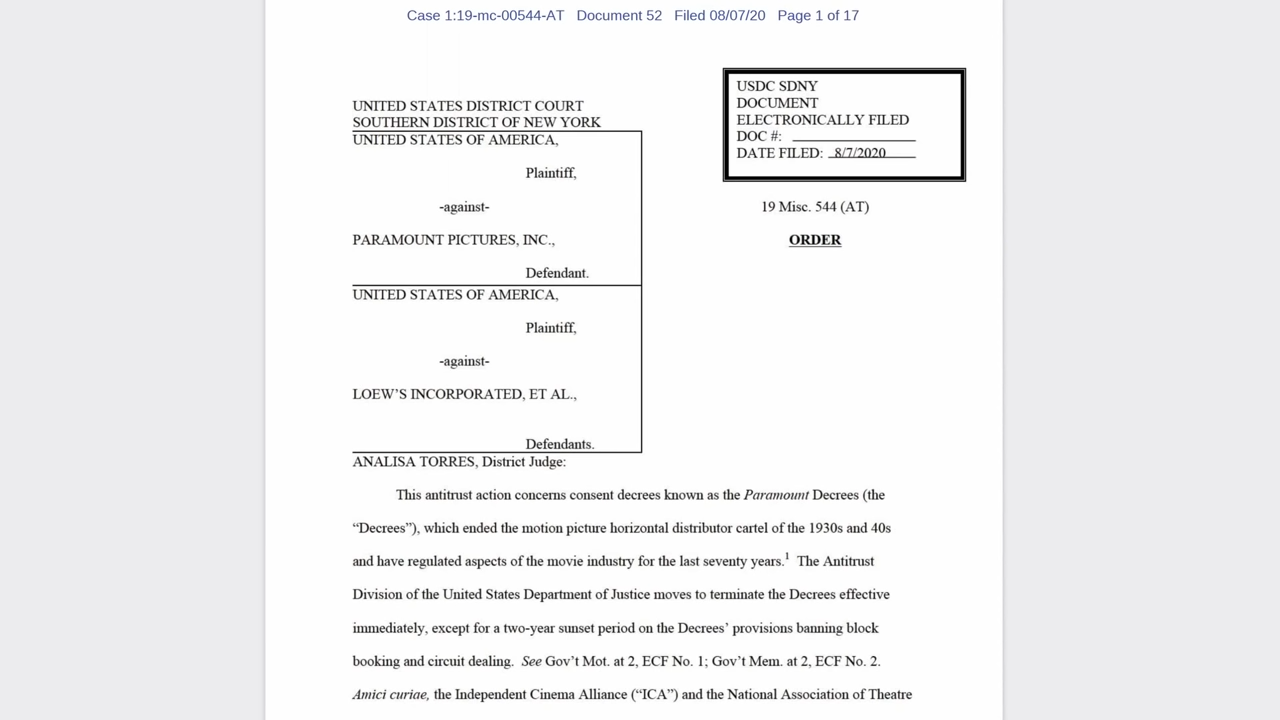 Case 1:19-mc-00544-AT Document 52 Filed 08/07/20 Page 1 of 17
USDC SDNY
DOCUMENT
ELECTRONICALLY FILED
DOC #:
DATE FILED: 8/7/2020
UNITED STATES DISTRICT COURT
SOUTHERN DISTRICT OF NEW YORK
UNITED STATES OF AMERICA,
Plaintiff,
-against-
PARAMOUNT PICTURES, INC.,
Defendant.
UNITED STATES OF AMERICA,
Plaintiff,
-against-
LOEW’S INCORPORATED, ET AL.,
Defendants.
19 Misc. 544 (AT)
ORDER
ANALISA TORRES, District Judge:
This antitrust action concerns consent decrees known as the Paramount Decrees (the
“Decrees”), which ended the motion picture horizontal distributor cartel of the 1930s and 40s
and have regulated aspects of the movie industry for the last seventy years.1 The Antitrust
Division of the United States Department of Justice moves to terminate the Decrees effective
immediately, except for a two-year sunset period on the Decrees’ provisions banning block
booking and circuit dealing. See Gov’t Mot. at 2, ECF No. 1; Gov’t Mem. at 2, ECF No. 2.
Amici curiae, the Independent Cinema Alliance (“ICA”) and the National Association of Theatre